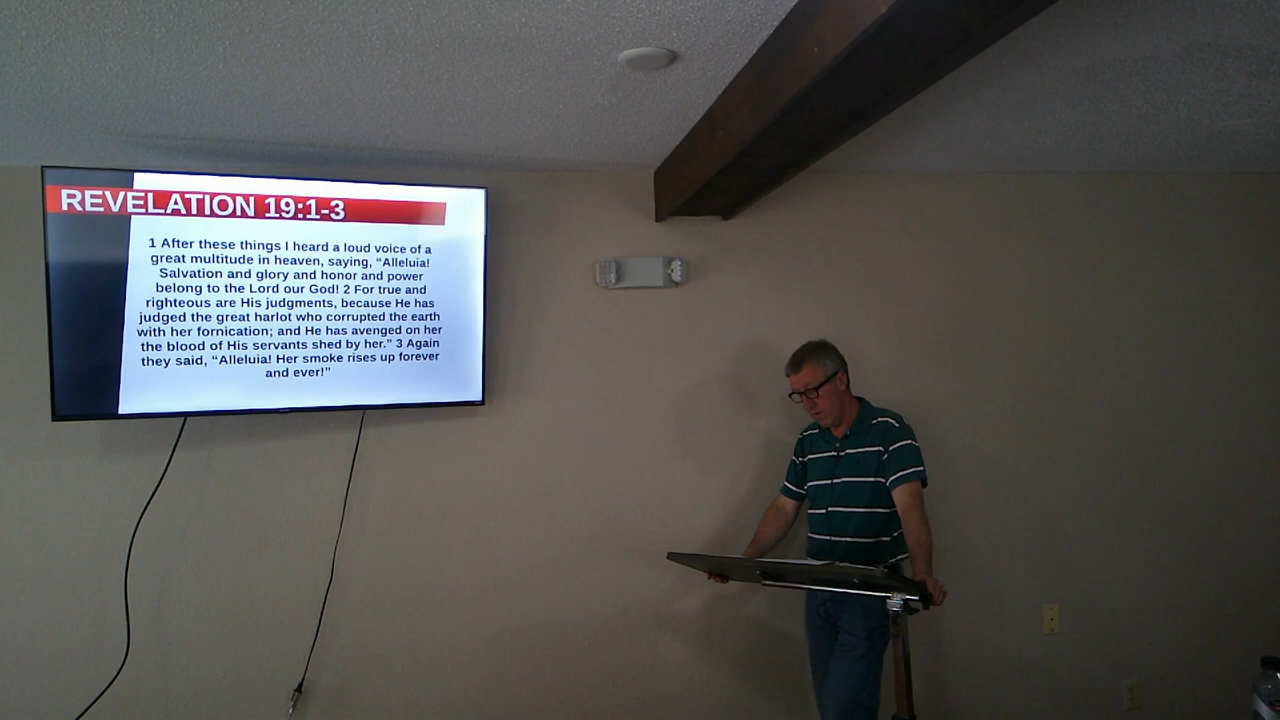 REVELATION 19:1-3
1 After these things I heard a loud voice of a
great multitude in heaven, saying, “Alleluia!
Salvation and glory and honor and power
belong to the Lord our God! 2 For true and
righteous are His judgments, because He has
judged the great harlot who corrupted the earth
with her fornication; and He has avenged on her
the blood of His servants shed by her.” 3 Again
they said, “Alleluia! Her smoke rises up forever
and ever!”